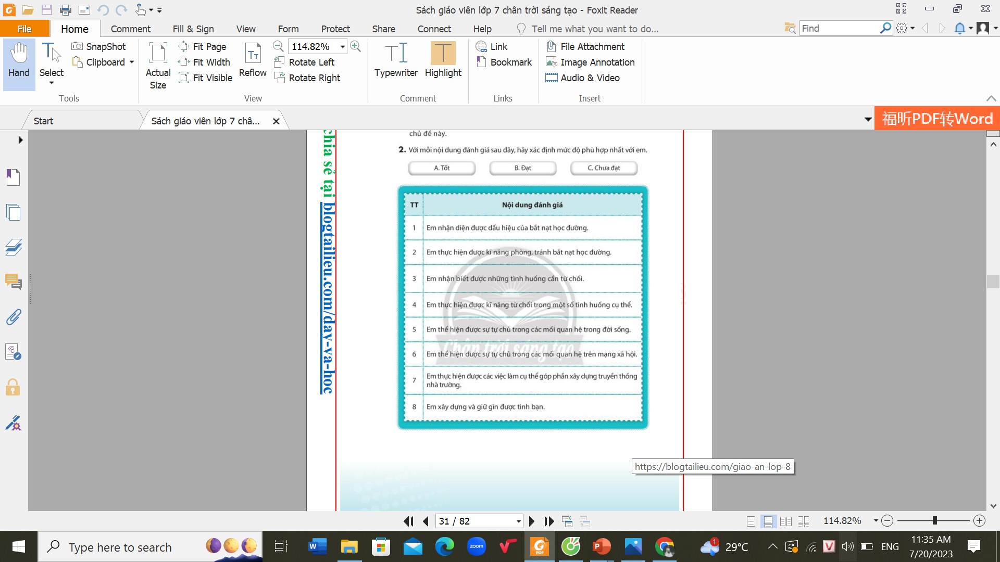 Sách giáo viên lớp 7 chân trời sáng tạo - Foxit Reader
File Home Comment Fill & Sign View Form Protect Share Connect Help Tell me what you want to do... Find
Hand
Select
SnapShot
Clipboard
Tools
Actual Size
Fit Page
Fit Width
Fit Visible
Reflow
114.82%
Rotate Left
Rotate Right
View
Typewriter
Highlight
Comment
Link
Bookmark
Links
File Attachment
Image Annotation
Audio & Video
Insert
Start
Sách giáo viên lớp 7 châ...
福昕PDF转Word
chia sẻ tại blogtailieu.com/day-va-hoc
chủ đề này.
2. Với mỗi nội dung đánh giá sau đây, hãy xác định mức độ phù hợp nhất với em.
A. Tốt B. Đạt C. Chưa đạt
TT Nội dung đánh giá
1 Em nhận diện được dấu hiệu của bắt nạt học đường.
2 Em thực hiện được kĩ năng phòng, tránh bắt nạt học đường.
3 Em nhận biết được những tình huống cần từ chối.
4 Em thực hiện được kĩ năng từ chối trong một số tình huống cụ thể.
5 Em thể hiện được sự tự chủ trong các mối quan hệ trong đời sống.
Chân trời sáng tạo
6 Em thể hiện được sự tự chủ trong các mối quan hệ trên mạng xã hội.
7 Em thực hiện được các việc làm cụ thể góp phần xây dựng truyền thống
nhà trường.
8 Em xây dựng và giữ gìn được tình bạn.
https://blogtailieu.com/giao-an-lop-8
31 / 82
114.82%
Type here to search
zoom
PDF
1
29°C
ENG
11:35 AM
7/20/2023